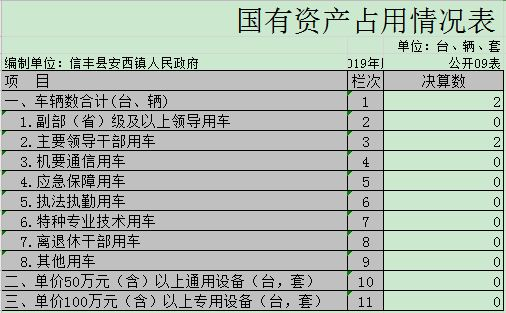 国有资产占用情况表
单位：台、辆、套
编制单位：信丰县安西镇人民政府 019年 公开09表
项 目 栏次 决算数
一、车辆数合计(台、辆) 1 2
1.副部（省）级及以上领导用车 2 0
2.主要领导干部用车 3 2
3.机要通信用车 4 0
4.应急保障用车 5 0
5.执法执勤用车 6 0
6.特种专业技术用车 7 0
7.离退休干部用车 8 0
8.其他用车 9 0
二、单价50万元（含）以上通用设备（台，套） 10 0
三、单价100万元（含）以上专用设备（台，套） 11 0